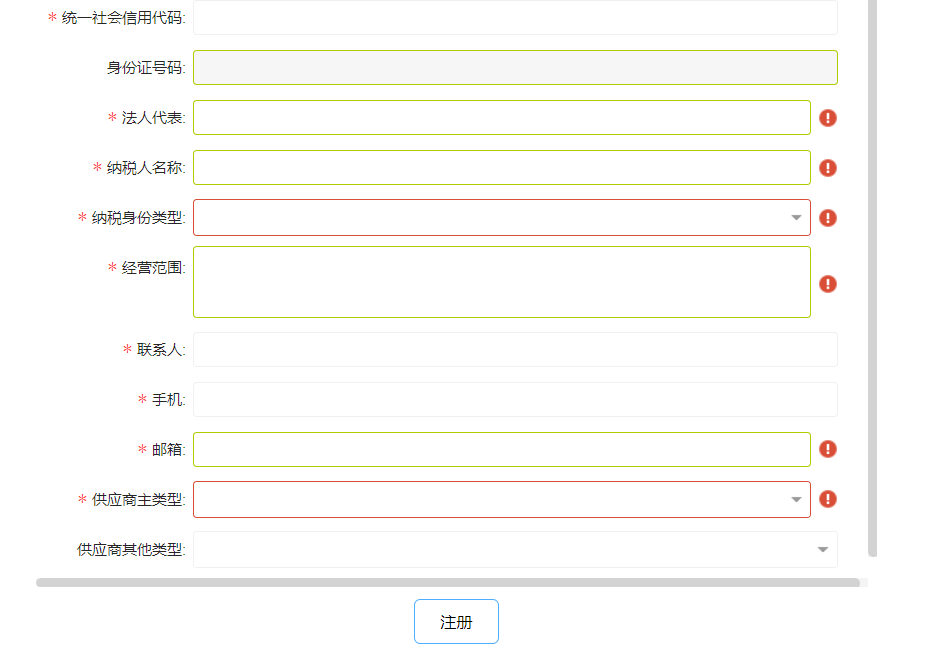 * 统一社会信用代码:
身份证号码:
* 法人代表:
* 纳税人名称:
* 纳税身份类型:
* 经营范围:
* 联系人:
* 手机:
* 邮箱:
* 供应商主类型:
供应商其他类型:
注册